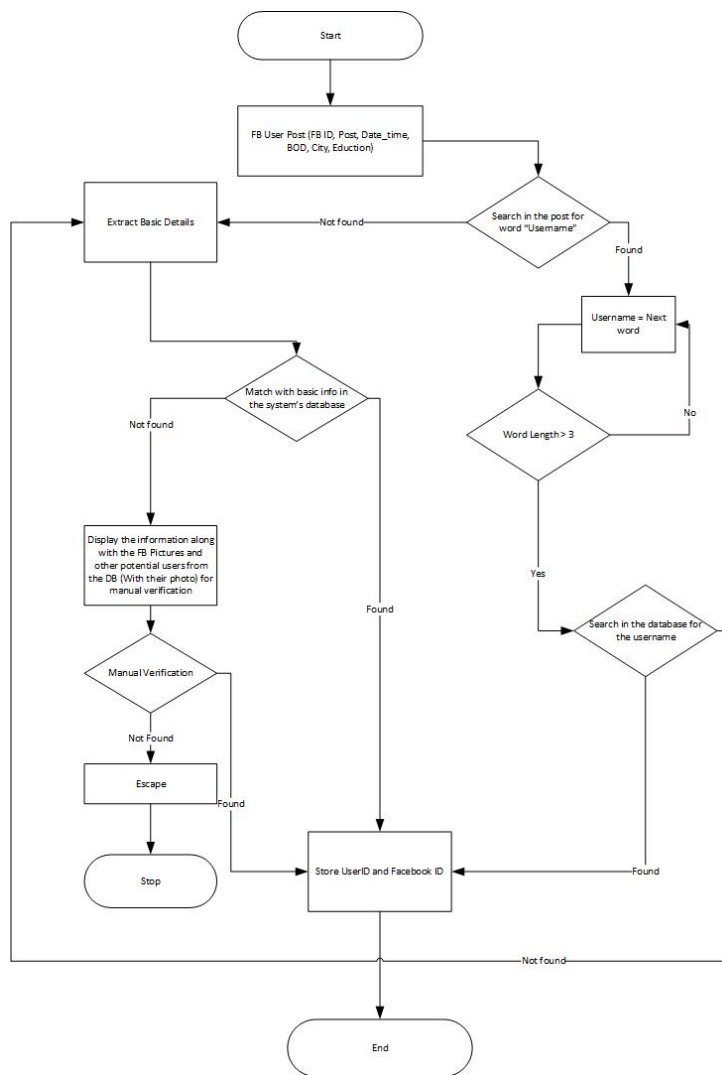 Start
FB User Post (FB ID, Post, Date_time,
BOD, City, Eduction)
Search in the post for
word “Username”
Not found
Extract Basic Details
Found
Username = Next
word
Match with basic info in
the system’s database
Not found
No
Word Length > 3
Display the information along
with the FB Pictures and
other potential users from
the DB (With their photo) for
manual verification
Yes
Found
Search in the database for
the username
Manual Verification
Not Found
Escape
Found
Store UserID and Facebook ID
Found
Stop
Not found
End